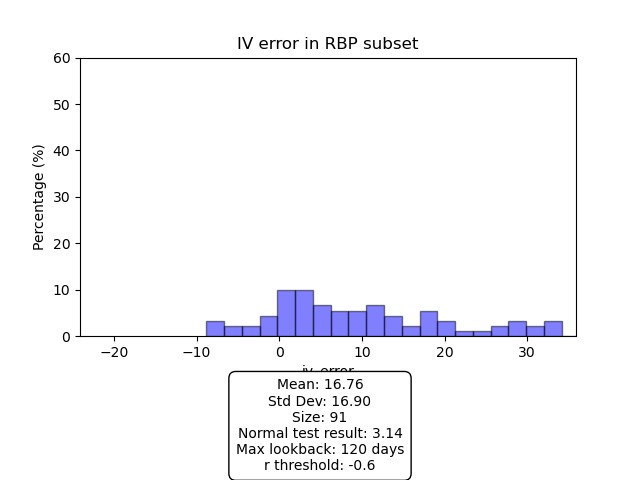 IV error in RBP subset
60
50
40
30
20
10
0
Percentage (%)
−20 −10 0 10 20 30
iv_error
Mean: 16.76
Std Dev: 16.90
Size: 91
Normal test result: 3.14
Max lookback: 120 days
r threshold: -0.6